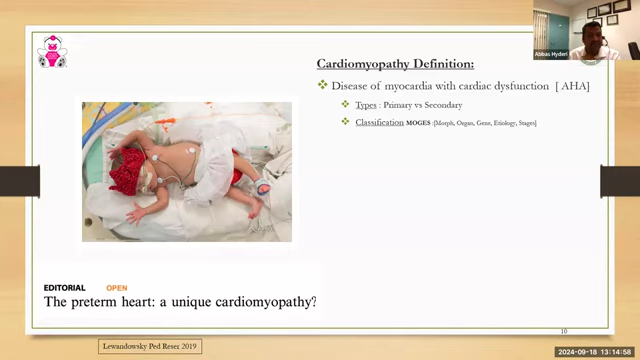 Cardiomyopathy Definition:
Disease of myocardia with cardiac dysfunction [ AHA]
Types : Primary vs Secondary
Classification MOGES :[Morph, Organ, Gene, Etiology, Stages]
EDITORIAL OPEN
The preterm heart: a unique cardiomyopathy?
Lewandowsky Ped Reser 2019
10
Abbas Hyderi
2024-09-18 13:14:58